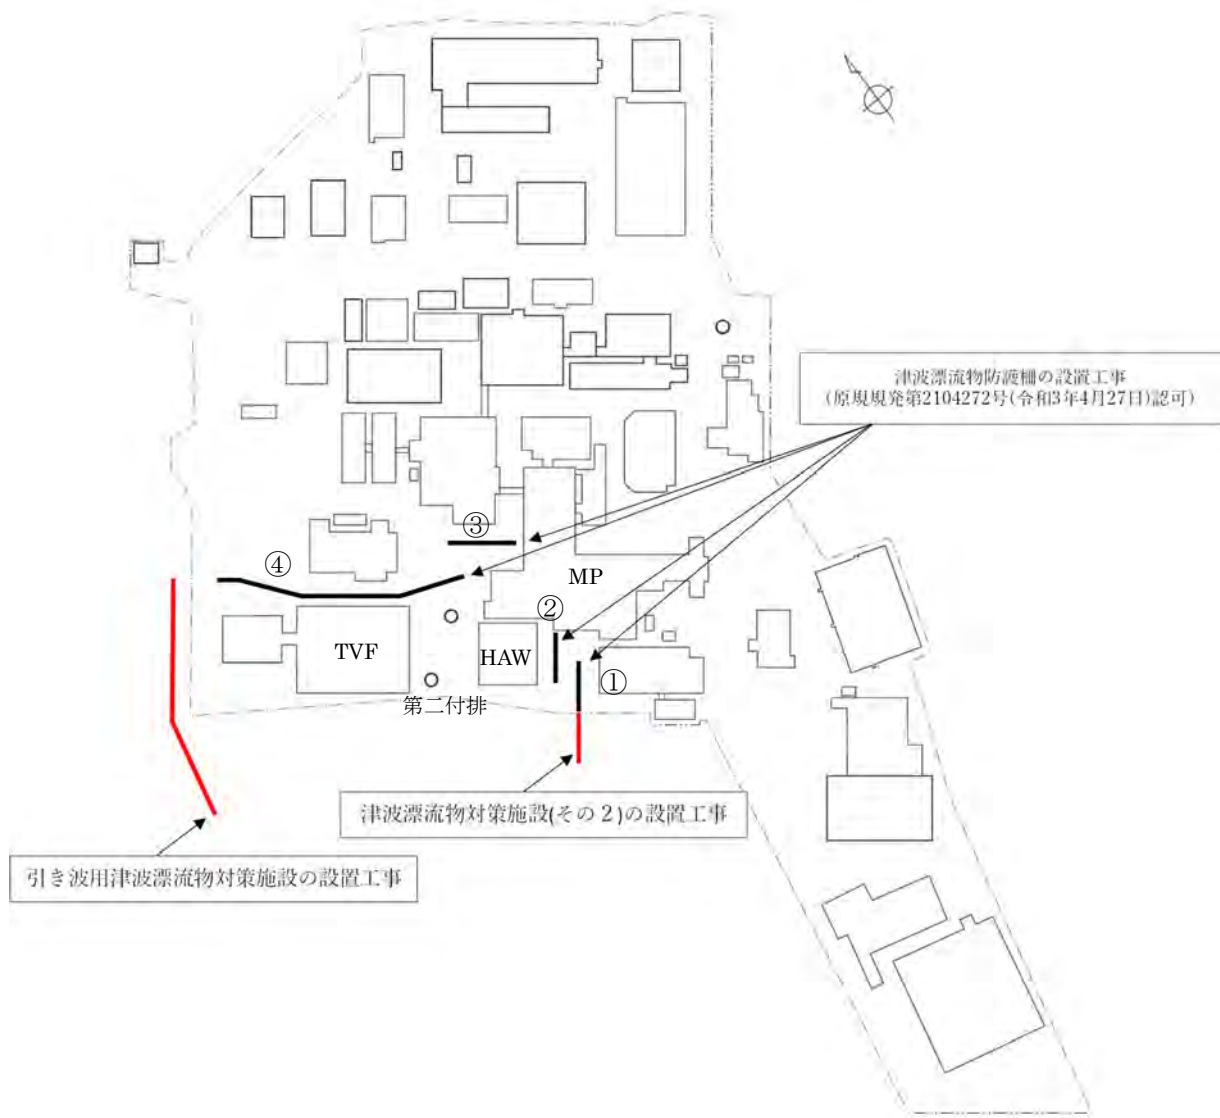 津波漂流物防護柵の設置工事
(原規規発第2104272号(令和3年4月27日)認可)
③
④
MP
②
TVF
HAW
①
第二付排
津波漂流物対策施設(その２)の設置工事
引き波用津波漂流物対策施設の設置工事